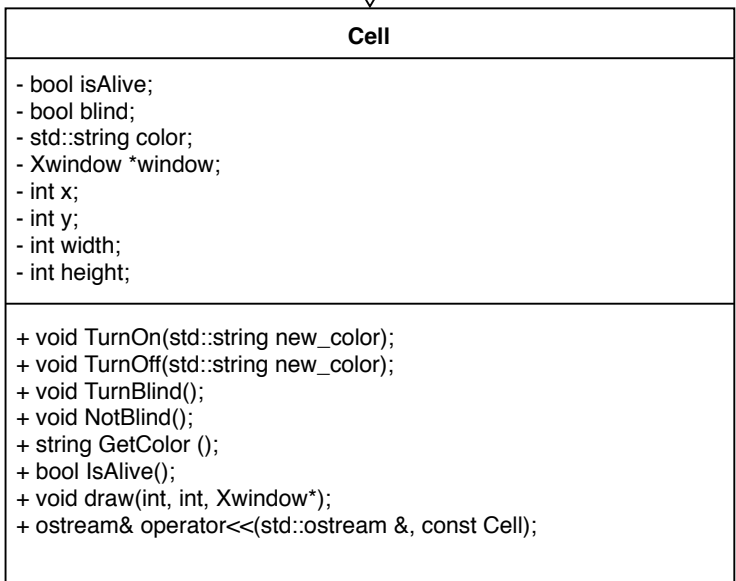 Cell
- bool isAlive;
- bool blind;
- std::string color;
- Xwindow *window;
- int x;
- int y;
- int width;
- int height;
+ void TurnOn(std::string new_color);
+ void TurnOff(std::string new_color);
+ void TurnBlind();
+ void NotBlind();
+ string GetColor ();
+ bool IsAlive();
+ void draw(int, int, Xwindow*);
+ ostream& operator<<(std::ostream &, const Cell);